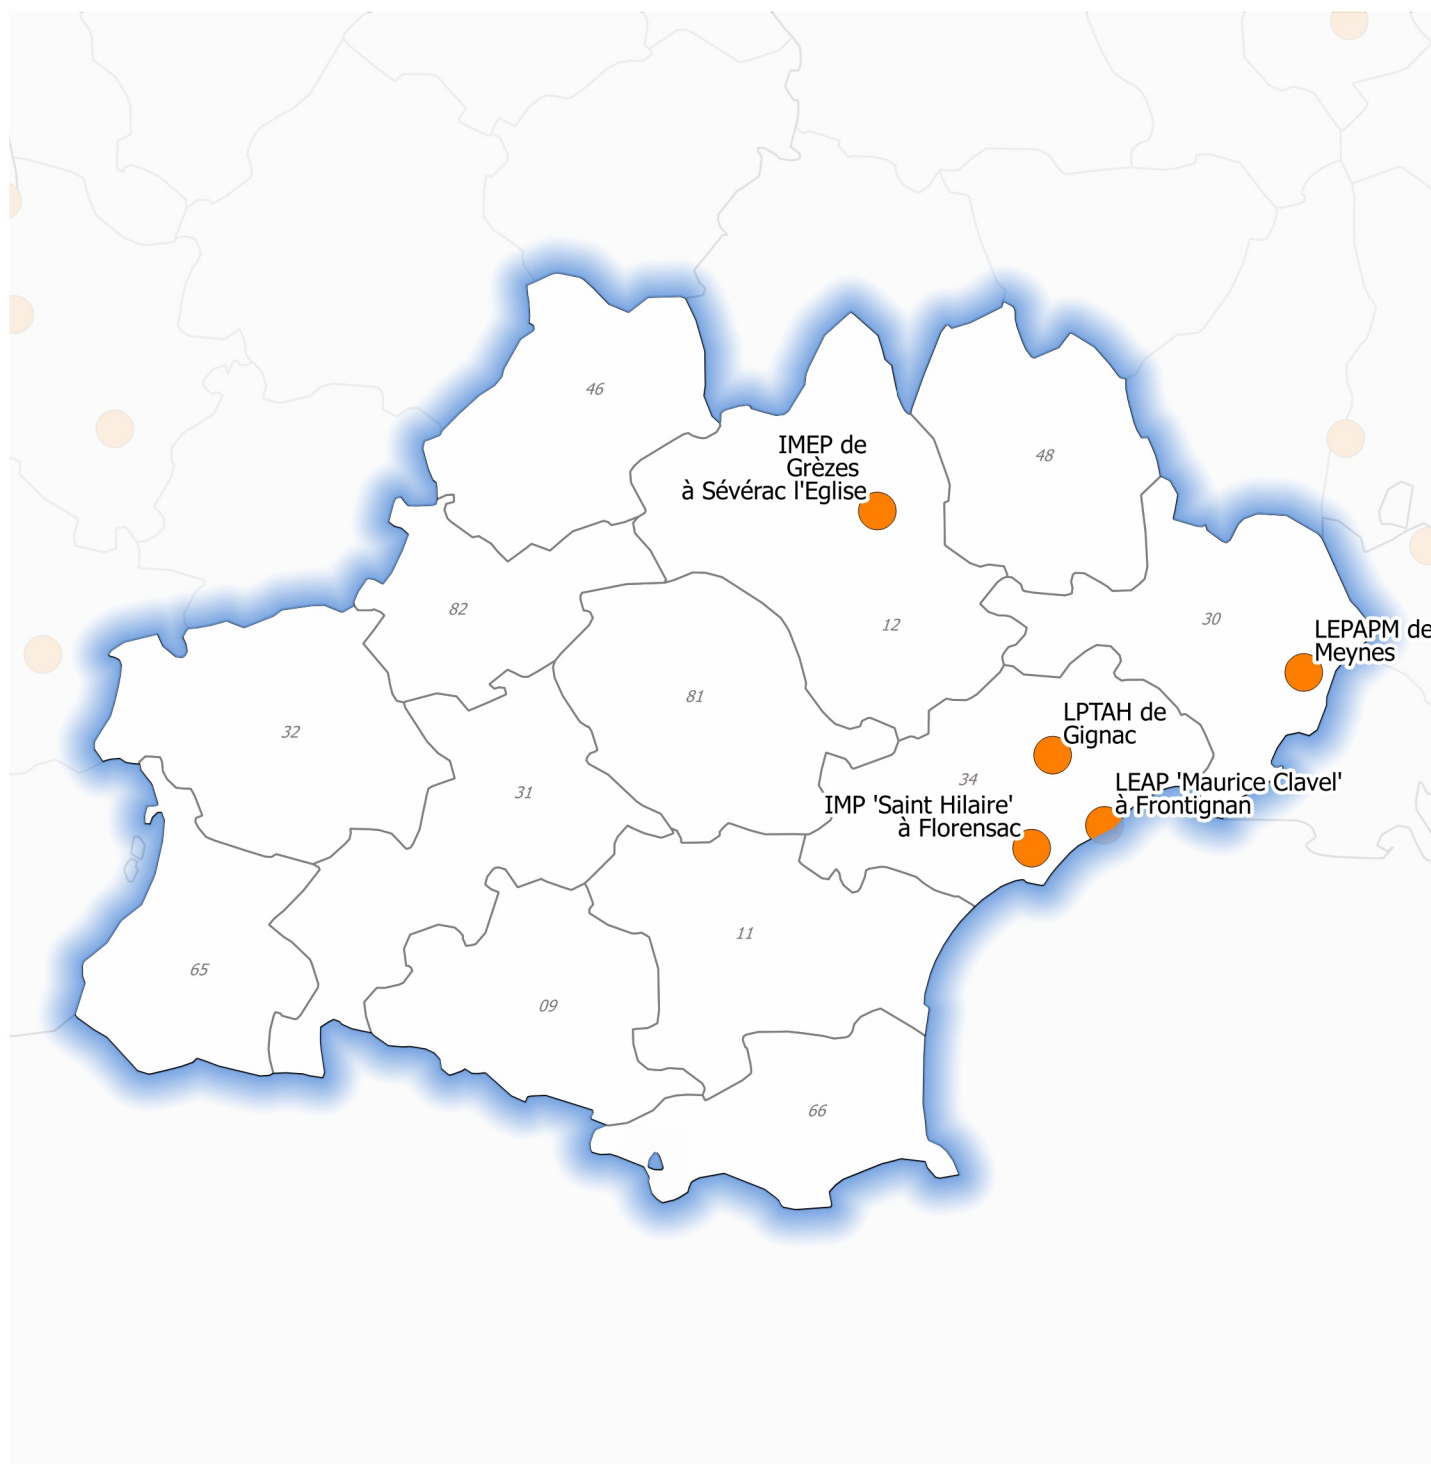 46
IMEP de
Grèzes
à Sévérac l'Eglise
48
82
12
30
LEPAPM de
Meynes
81
32
LPTAH de
Gignac
31
34
LEAP 'Maurice Clavel'
à Frontignan
IMP 'Saint Hilaire'
à Florensac
11
65
09
66